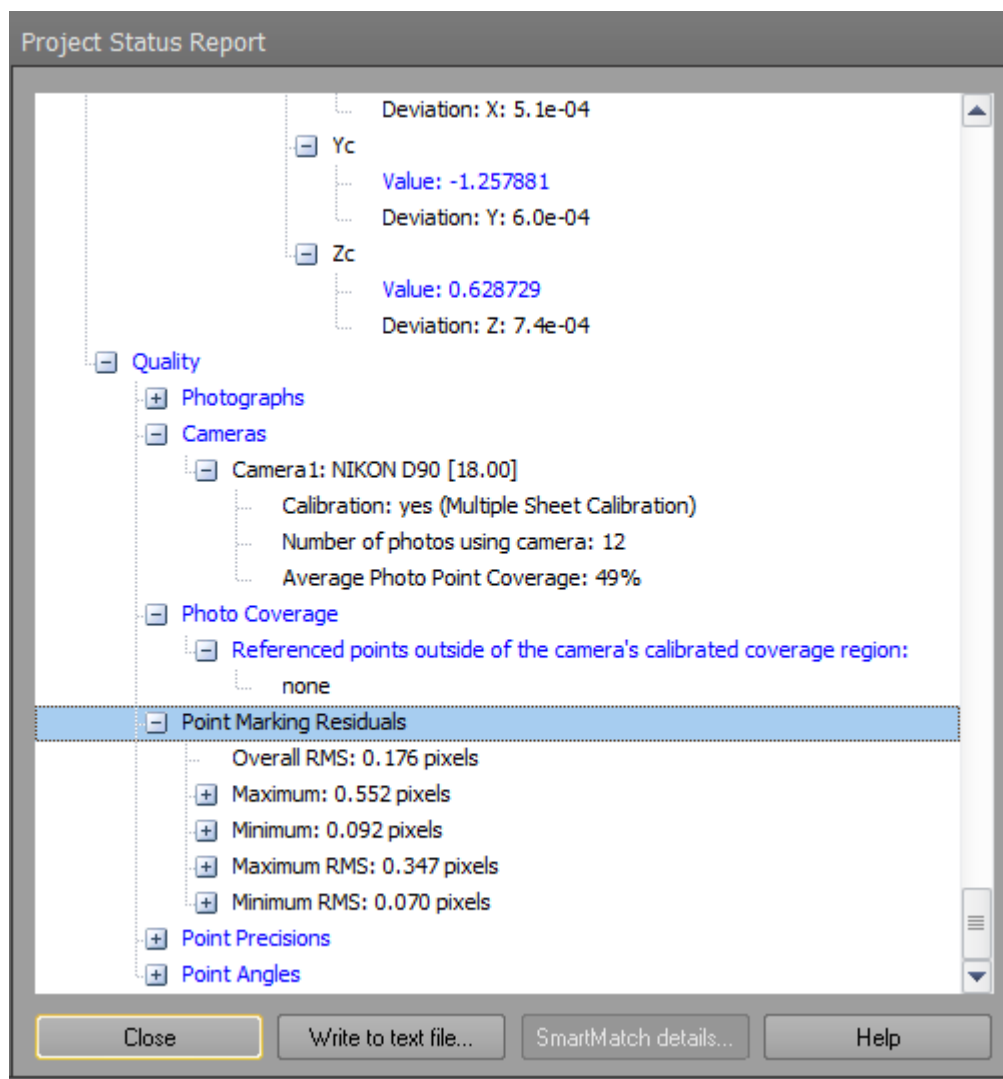 Project Status Report
Deviation: X: 5.1e-04
Yc
Value: -1.257881
Deviation: Y: 6.0e-04
Zc
Value: 0.628729
Deviation: Z: 7.4e-04
Quality
Photographs
Cameras
Camera1: NIKON D90 [18.00]
Calibration: yes (Multiple Sheet Calibration)
Number of photos using camera: 12
Average Photo Point Coverage: 49%
Photo Coverage
Referenced points outside of the camera's calibrated coverage region:
none
Point Marking Residuals
Overall RMS: 0.176 pixels
Maximum: 0.552 pixels
Minimum: 0.092 pixels
Maximum RMS: 0.347 pixels
Minimum RMS: 0.070 pixels
Point Precisions
Point Angles
Close Write to text file... SmartMatch details... Help